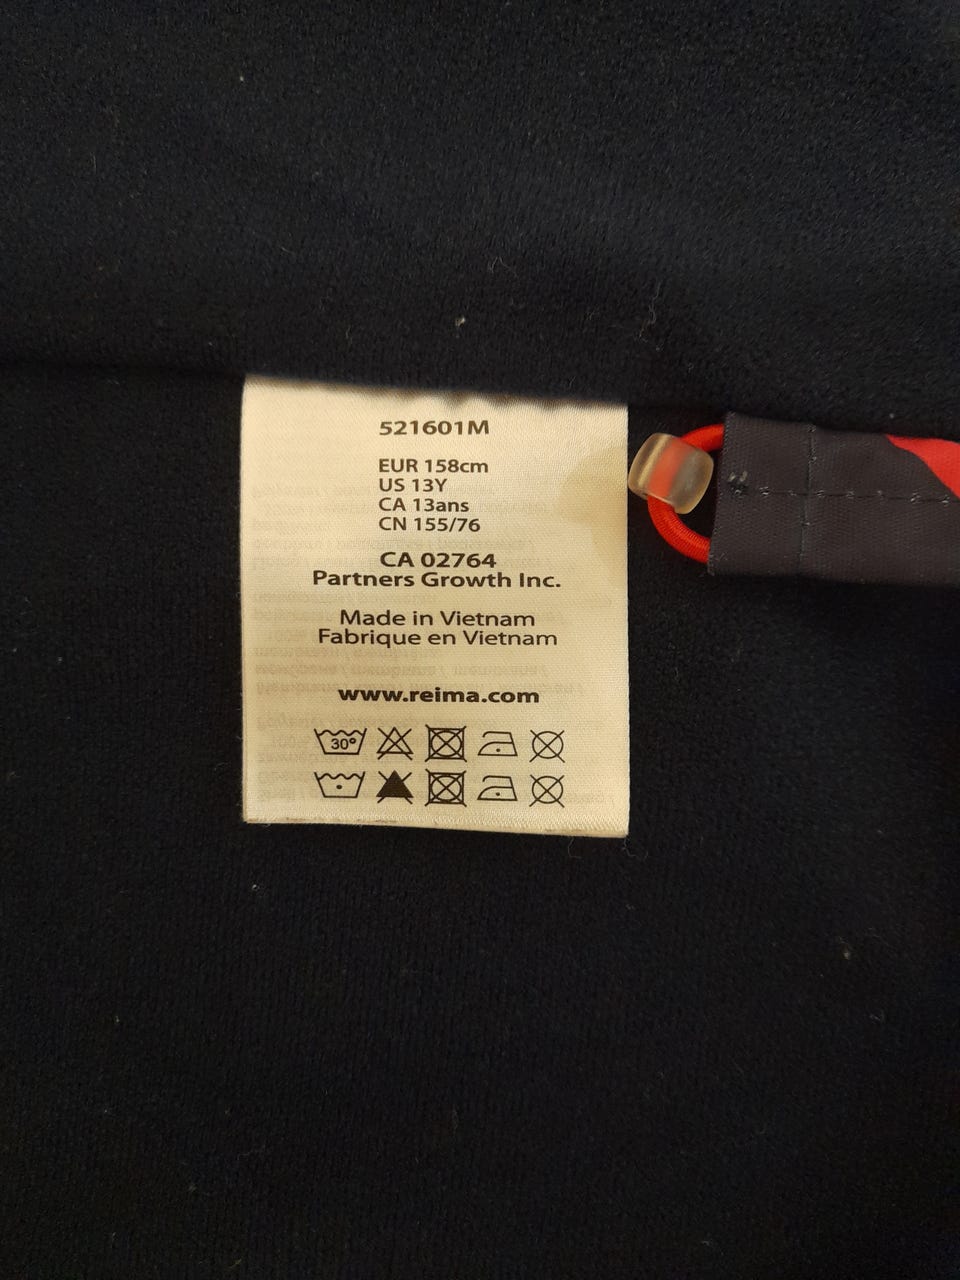 521601M
EUR 158cm
US 13Y
CA 13ans
CN 155/76
CA 02764
Partners Growth Inc.
Made in Vietnam
Fabrique en Vietnam
www.reima.com
30°